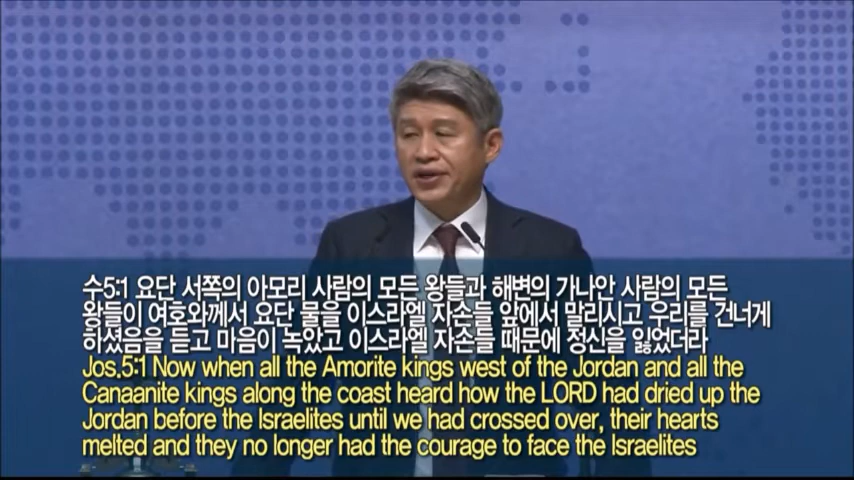 수5:1 요단 서쪽의 아모리 사람의 모든 왕들과 해변의 가나안 사람의 모든
왕들이 여호와께서 요단 물을 이스라엘 자손들 앞에서 말리시고 우리를 건너게
하셨음을 듣고 마음이 녹았고 이스라엘 자손들 때문에 정신을 잃었더라
Jos.5:1 Now when all the Amorite kings west of the Jordan and all the
Canaanite kings along the coast heard how the LORD had dried up the
Jordan before the Israelites until we had crossed over, their hearts
melted and they no longer had the courage to face the Israelites